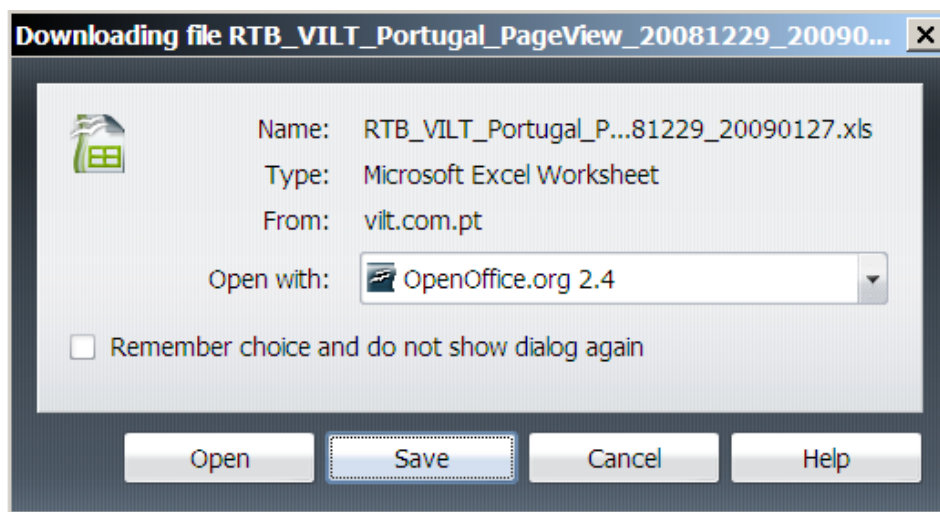 Downloading file RTB_VILT_Portugal_PageView_20081229_20090...
Name: RTB_VILT_Portugal_P...81229_20090127.xls
Type: Microsoft Excel Worksheet
From: vilt.com.pt
Open with: OpenOffice.org 2.4
Remember choice and do not show dialog again
Open Save Cancel Help